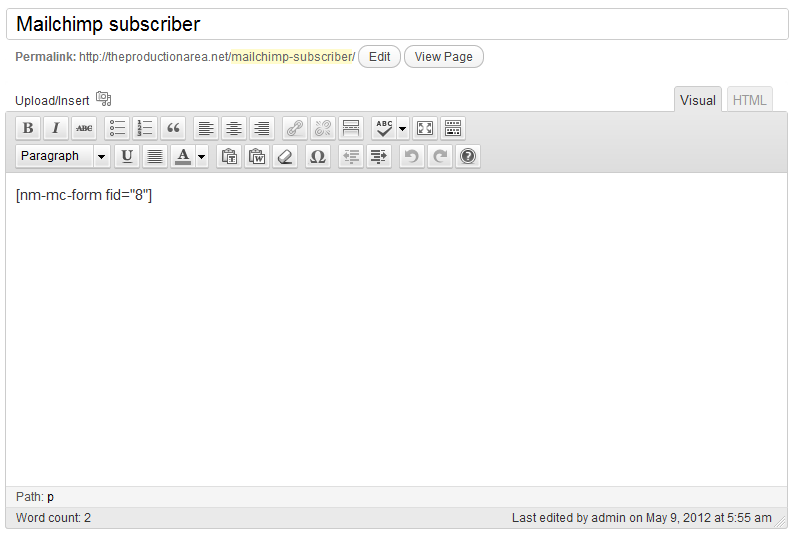 Mailchimp subscriber
Permalink: http://theproductionarea.net/mailchimp-subscriber/ Edit View Page
Upload/Insert Visual HTML
B I ABC ABC
Paragraph U A T W Ω ?
[nm-mc-form fid="8"]
Path: p
Word count: 2 Last edited by admin on May 9, 2012 at 5:55 am